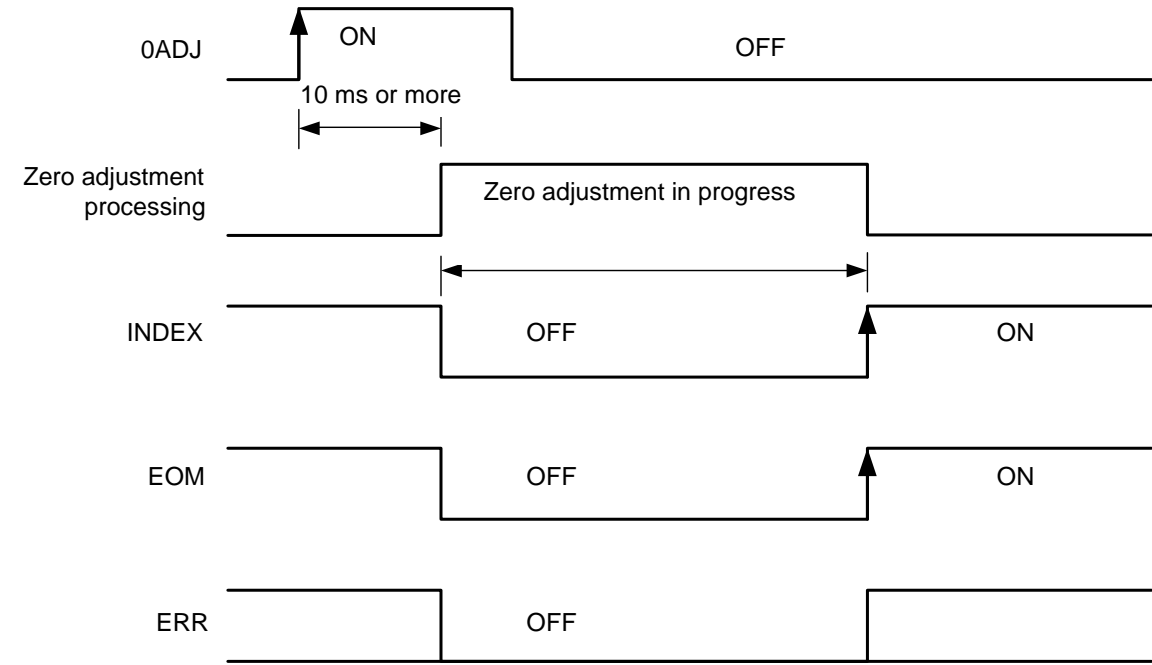 0ADJ
ON
OFF
10 ms or more
Zero adjustment
processing
Zero adjustment in progress
INDEX
OFF
ON
EOM
OFF
ON
ERR
OFF